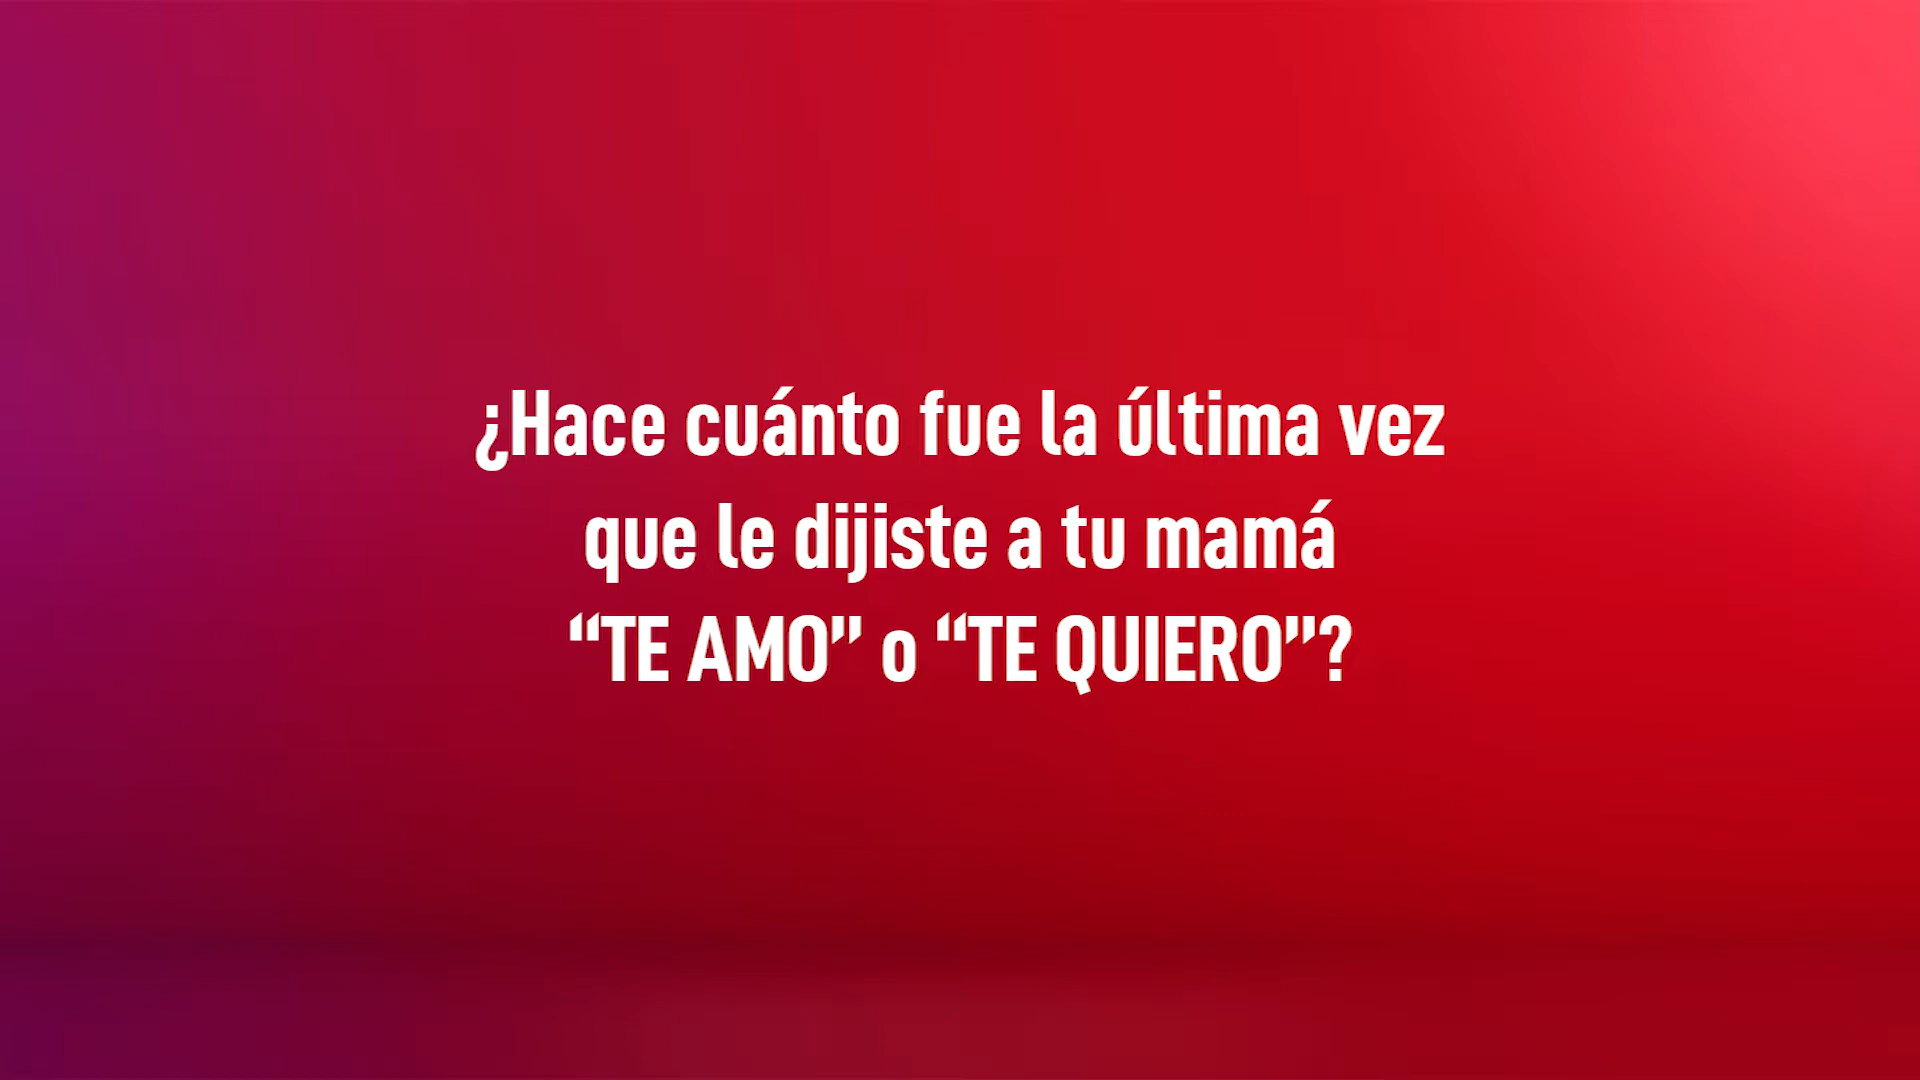 ¿Hace cuánto fue la última vez
que le dijiste a tu mamá
“TE AMO” o “TE QUIERO”?